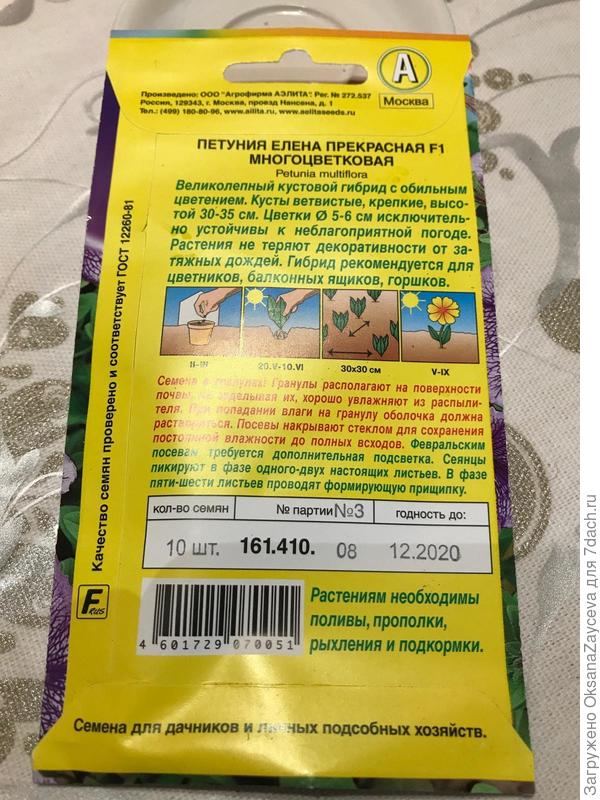 Произведено: ООО "Агрофирма АЭЛИТА". Рег. № 272.537
Россия, 129343, г. Москва, проезд Нансена, д. 1
Тел.: (499) 180-80-96, www.ailita.ru, www.aelitaseeds.ru
А
Москва
ПЕТУНИЯ ЕЛЕНА ПРЕКРАСНАЯ F1
МНОГОЦВЕТКОВАЯ
Petunia multiflora
Великолепный кустовой гибрид с обильным
цветением. Кусты ветвистые, крепкие, высо-
той 30-35 см. Цветки Ø 5-6 см исключитель-
но устойчивы к неблагоприятной погоде.
Растения не теряют декоративности от за-
тяжных дождей. Гибрид рекомендуется для
цветников, балконных ящиков, горшков.
II-III
20.V-10.VI
30х30 см
V-IX
Семена в гранулах! Гранулы располагают на поверхности
почвы, не заделывая их, хорошо увлажняют из распыли-
теля. При попадании влаги на гранулу оболочка должна
раствориться. Посевы накрывают стеклом для сохранения
постоянной влажности до полных всходов. Февральским
посевам требуется дополнительная подсветка. Сеянцы
пикируют в фазе одного-двух настоящих листьев. В фазе
пяти-шести листьев проводят формирующую прищипку.
кол-во семян
№ партии №3
годность до:
10 шт. 161.410. 08 12.2020
4 601729 070051
Растениям необходимы
поливы, прополки,
рыхления и подкормки.
Семена для дачников и личных подсобных хозяйств.
Качество семян проверено и соответствует ГОСТ 12260-81
Загружено OksanaZayceva для 7dach.ru